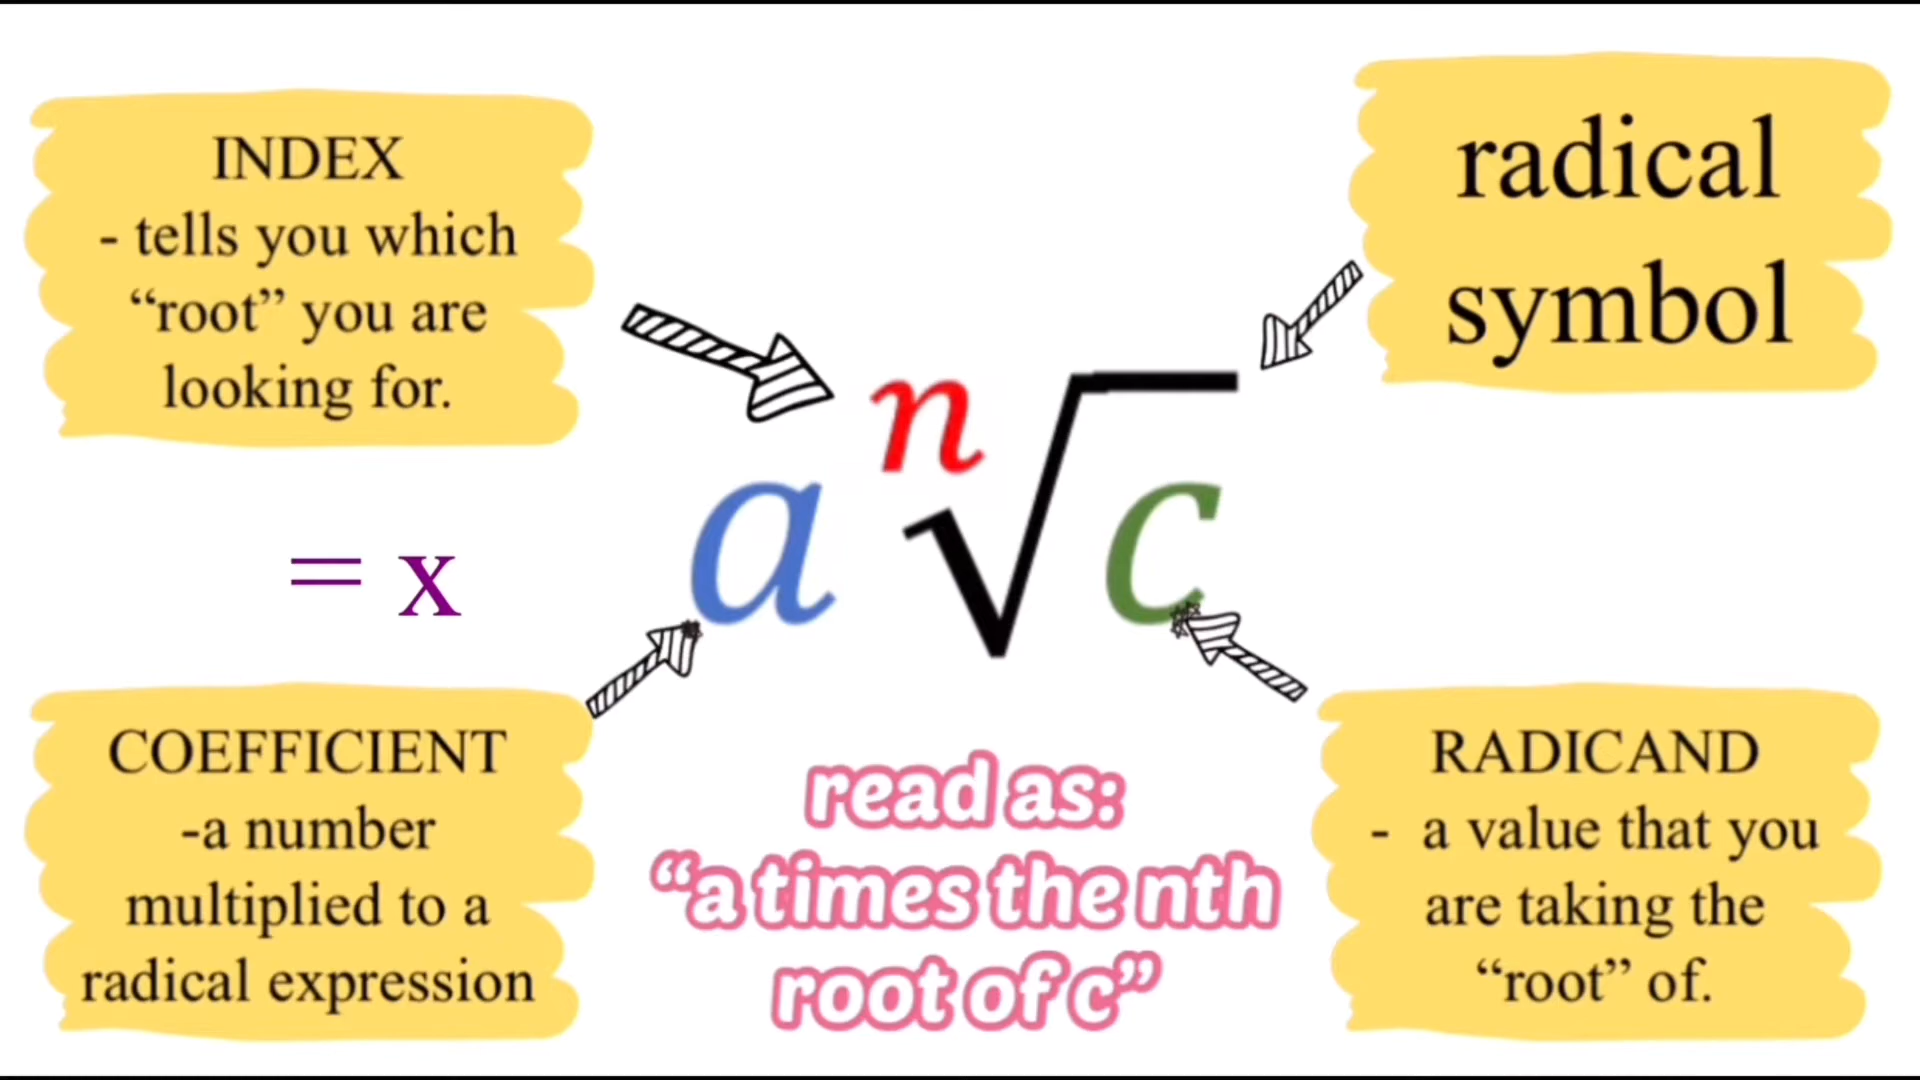 INDEX
- tells you which
“root” you are
looking for.
radical
symbol
n
a√c
= x
COEFFICIENT
-a number
multiplied to a
radical expression
read as:
“a times the nth
root of c”
RADICAND
- a value that you
are taking the
“root” of.